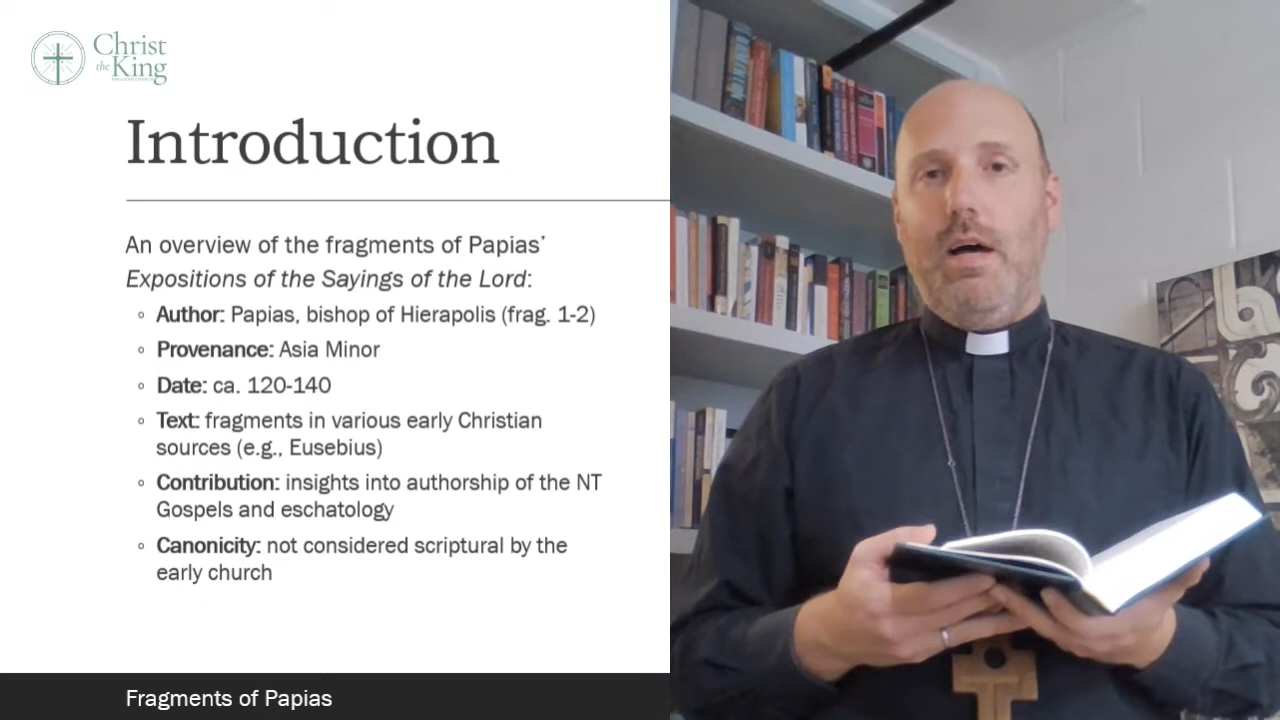 Christ
the King
Introduction
An overview of the fragments of Papias’
Expositions of the Sayings of the Lord:
◦ Author: Papias, bishop of Hierapolis (frag. 1-2)
◦ Provenance: Asia Minor
◦ Date: ca. 120-140
◦ Text: fragments in various early Christian
sources (e.g., Eusebius)
◦ Contribution: insights into authorship of the NT
Gospels and eschatology
◦ Canonicity: not considered scriptural by the
early church
Fragments of Papias